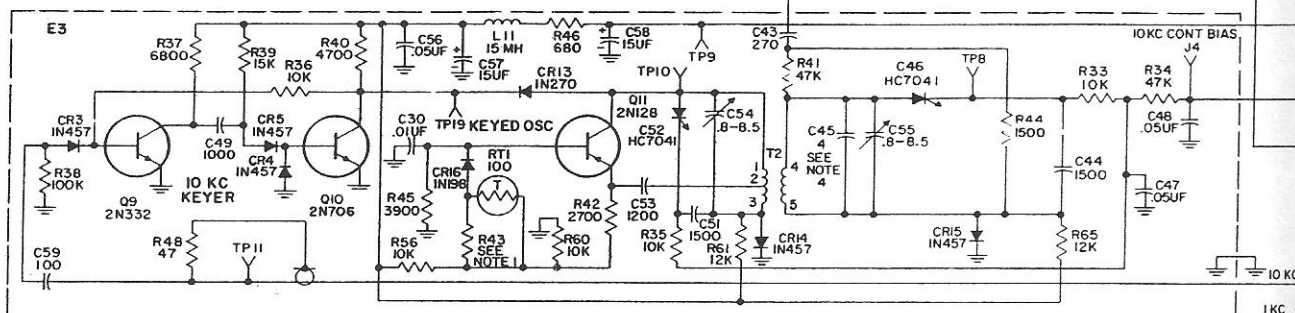 E3
R37
6800
R39
15K
R36
10K
R40
4700
C56
.05UF
L11
15 MH
C57
15UF
R46
680
C58
15UF
TP9
C43
270
10KC CONT BIAS
J4
R41
47K
C46
HC7041
TP8
R33
10K
R34
47K
C48
.05UF
CR13
1N270
TP10
Q11
2N128
C52
HC7041
C54
.8-8.5
C45
4
SEE
NOTE
4
C55
.8-8.5
R44
1500
C44
1500
C47
.05UF
CR3
1N457
R38
100K
C49
1000
CR5
1N457
CR4
1N457
10 KC
KEYER
Q9
2N332
Q10
2N706
TP19
KEYED OSC
C30
.01UF
RT1
100
T
CR16
1N198
R45
3900
R43
SEE
NOTE 1
R60
10K
R42
2700
C53
1200
T2
1
2
3
4
5
R35
10K
C51
1500
R61
12K
CR14
1N457
CR15
1N457
R65
12K
C59
100
R48
47
TP11
R56
10K
10 KC
1KC